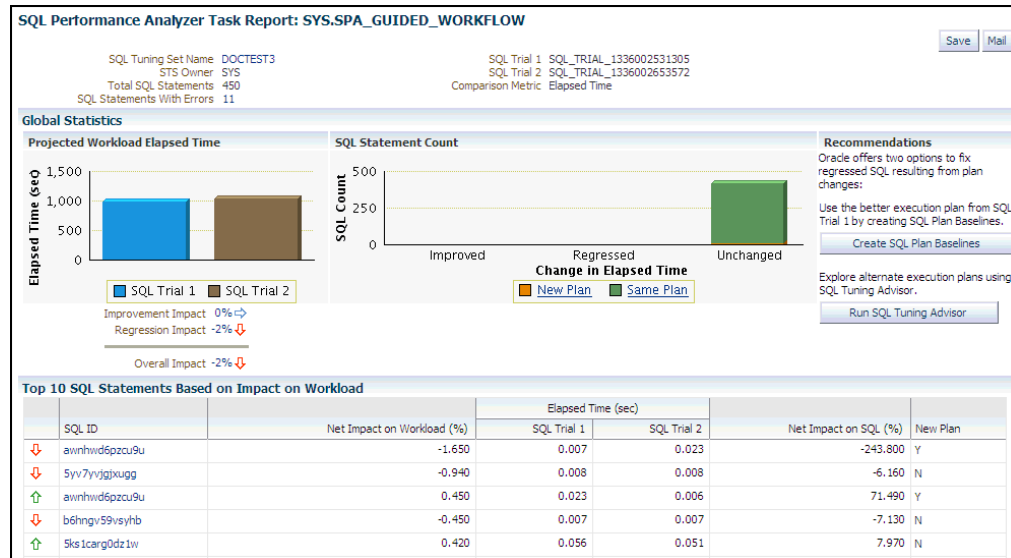 SQL Performance Analyzer Task Report: SYS.SPA_GUIDED_WORKFLOW
Save Mail
SQL Tuning Set Name DOCTEST3
STS Owner SYS
Total SQL Statements 450
SQL Statements With Errors 11
SQL Trial 1 SQL_TRIAL_1336002531305
SQL Trial 2 SQL_TRIAL_1336002653572
Comparison Metric Elapsed Time
Global Statistics
Projected Workload Elapsed Time
Elapsed Time (sec)
1,500
1,000
500
0
SQL Trial 1 SQL Trial 2
Improvement Impact 0%
Regression Impact -2%
Overall Impact -2%
SQL Statement Count
SQL Count
500
250
0
Improved Regressed Unchanged
Change in Elapsed Time
New Plan Same Plan
Recommendations
Oracle offers two options to fix
regressed SQL resulting from plan
changes:
Use the better execution plan from SQL
Trial 1 by creating SQL Plan Baselines.
Create SQL Plan Baselines
Explore alternate execution plans using
SQL Tuning Advisor.
Run SQL Tuning Advisor
Top 10 SQL Statements Based on Impact on Workload
Elapsed Time (sec)
SQL ID Net Impact on Workload (%) SQL Trial 1 SQL Trial 2 Net Impact on SQL (%) New Plan
awnhwd6pzcu9u -1.650 0.007 0.023 -243.800 Y
5yv7yvjgjxugg -0.940 0.008 0.008 -6.160 N
awnhwd6pzcu9u 0.450 0.023 0.006 71.490 Y
b6hngv59vsyhb -0.450 0.007 0.007 -7.130 N
5ks1carg0dz1w 0.420 0.056 0.051 7.970 N